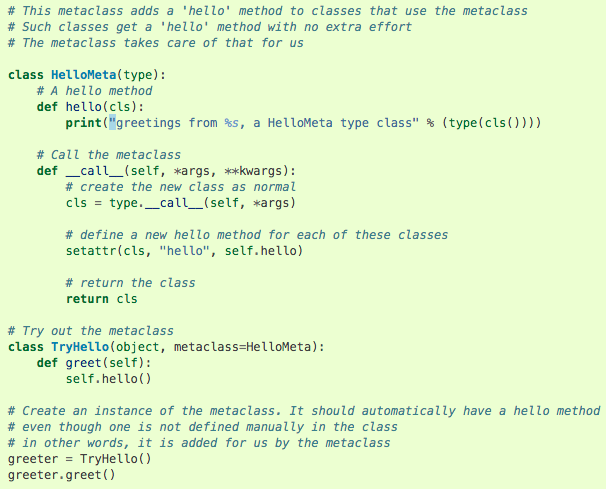 # This metaclass adds a 'hello' method to classes that use the metaclass
# Such classes get a 'hello' method with no extra effort
# The metaclass takes care of that for us

class HelloMeta(type):
    # A hello method
    def hello(cls):
        print("greetings from %s, a HelloMeta type class" % (type(cls())))

    # Call the metaclass
    def __call__(self, *args, **kwargs):
        # create the new class as normal
        cls = type.__call__(self, *args)

        # define a new hello method for each of these classes
        setattr(cls, "hello", self.hello)

        # return the class
        return cls

# Try out the metaclass
class TryHello(object, metaclass=HelloMeta):
    def greet(self):
        self.hello()

# Create an instance of the metaclass. It should automatically have a hello method
# even though one is not defined manually in the class
# in other words, it is added for us by the metaclass
greeter = TryHello()
greeter.greet()